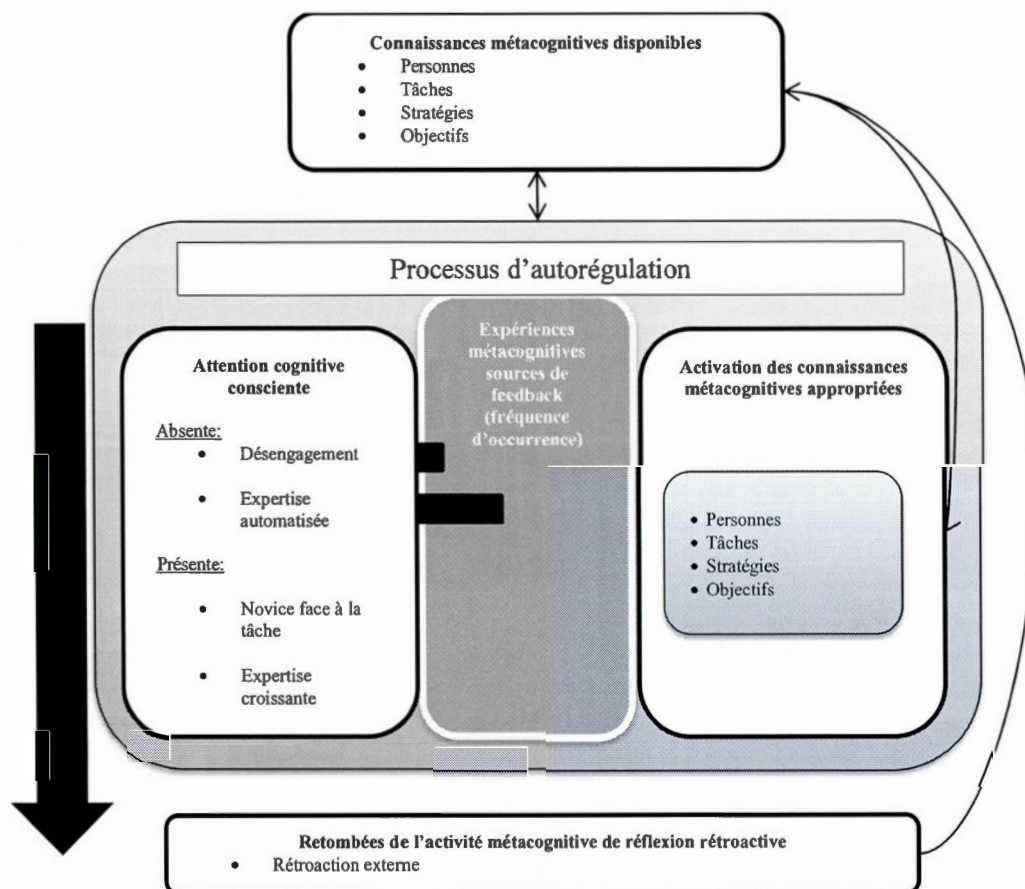 Connaissances métacognitives disponibles
• Personnes
• Tâches
• Stratégies
• Objectifs
Processus d'autorégulation
Attention cognitive
consciente
Absente:
• Désengagement
• Expertise
automatisée
Présente:
• Novice face à la
tâche
• Expertise
croissante
Expériences
métacognitives
sources de
feedback
(fréquence
d'occurrence)
Activation des connaissances
métacognitives appropriées
• Personnes
• Tâches
• Stratégies
• Objectifs
Retombées de l'activité métacognitive de réflexion rétroactive
• Rétroaction externe